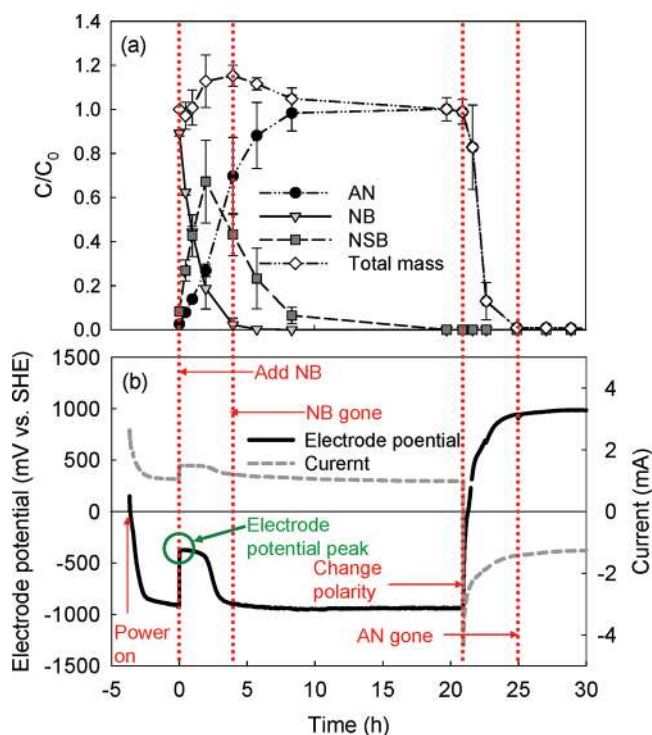 (a)
1.4
1.2
1.0
0.8
0.6
0.4
0.2
0.0
C/C0
AN
NB
NSB
Total mass
(b)
1500
1000
500
0
-500
-1000
-1500
Electrode potential (mV vs. SHE)
Add NB
NB gone
Electrode poential
Curernt
Electrode
potential peak
Change
polarity
Power
on
AN gone
4
2
0
-2
-4
Current (mA)
-5 0 5 10 15 20 25 30
Time (h)